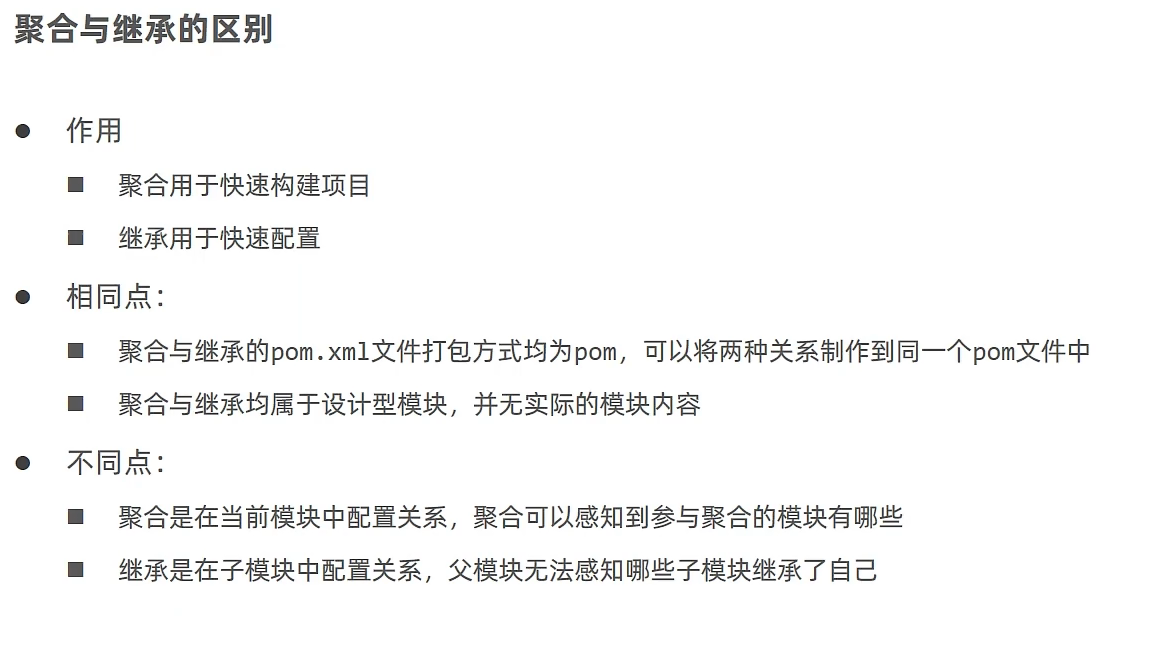 聚合与继承的区别
作用
聚合用于快速构建项目
继承用于快速配置
相同点：
聚合与继承的pom.xml文件打包方式均为pom，可以将两种关系制作到同一个pom文件中
聚合与继承均属于设计型模块，并无实际的模块内容
不同点：
聚合是在当前模块中配置关系，聚合可以感知到参与聚合的模块有哪些
继承是在子模块中配置关系，父模块无法感知哪些子模块继承了自己